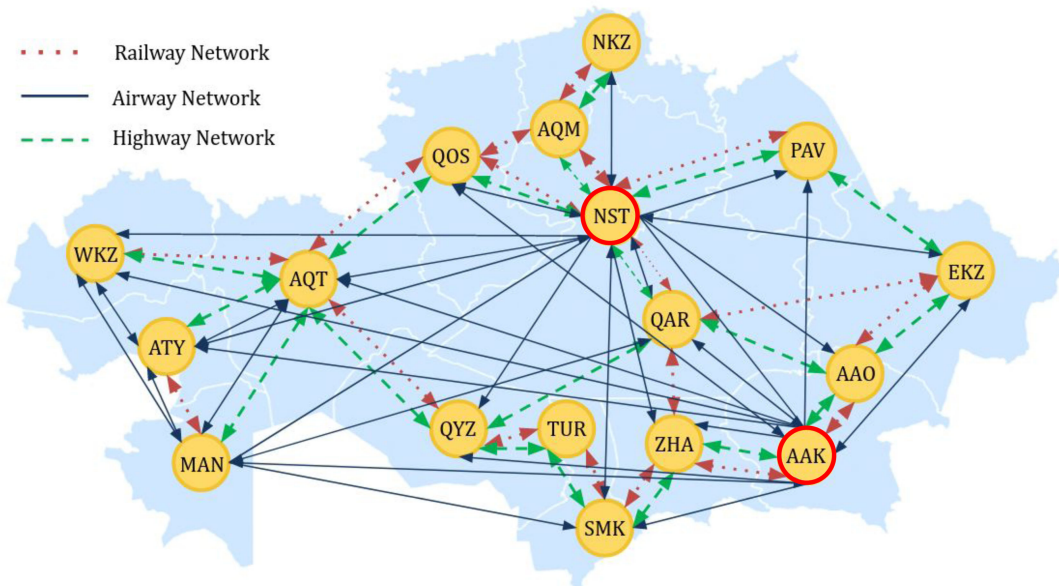 NKZ
Railway Network
Airway Network
Highway Network
AQM
PAV
QOS
NST
WKZ
AQT
EKZ
QAR
ATY
AAO
QYZ
TUR
ZHA
AAK
MAN
SMK